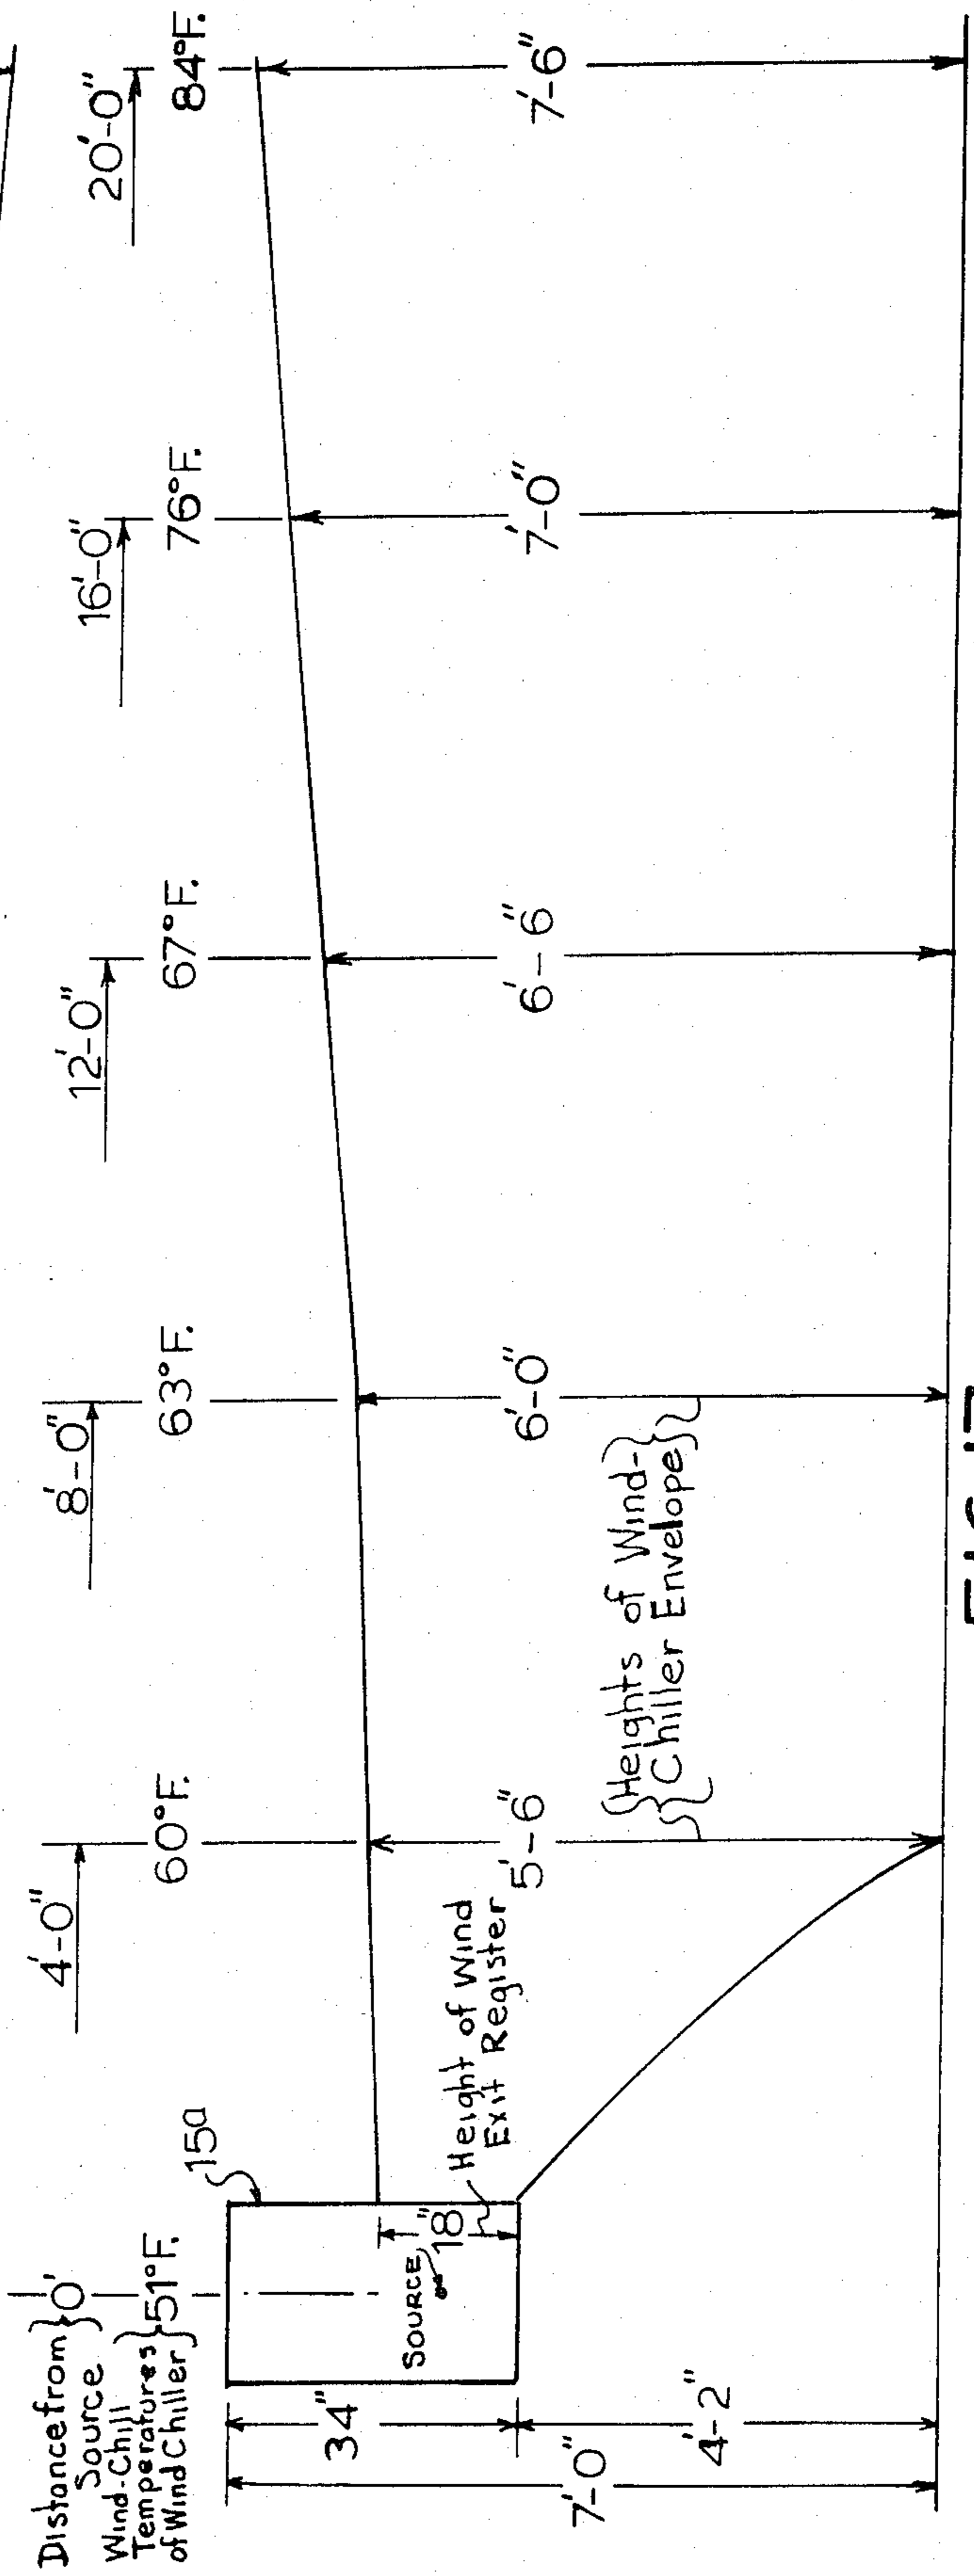 Distance from
Source
0'
4'-0"
8'-0"
12'-0"
16'-0"
20'-0"
Wind-Chill
Temperatures
of Wind Chiller
51°F.
60°F.
63°F.
67°F.
76°F.
84°F.
15a
34"
SOURCE
18"
Height of Wind
Exit Register
7'-0"
4'-2"
5'-6"
6'-0"
6'-6"
7'-0"
7'-6"
Heights of Wind-
Chiller Envelope